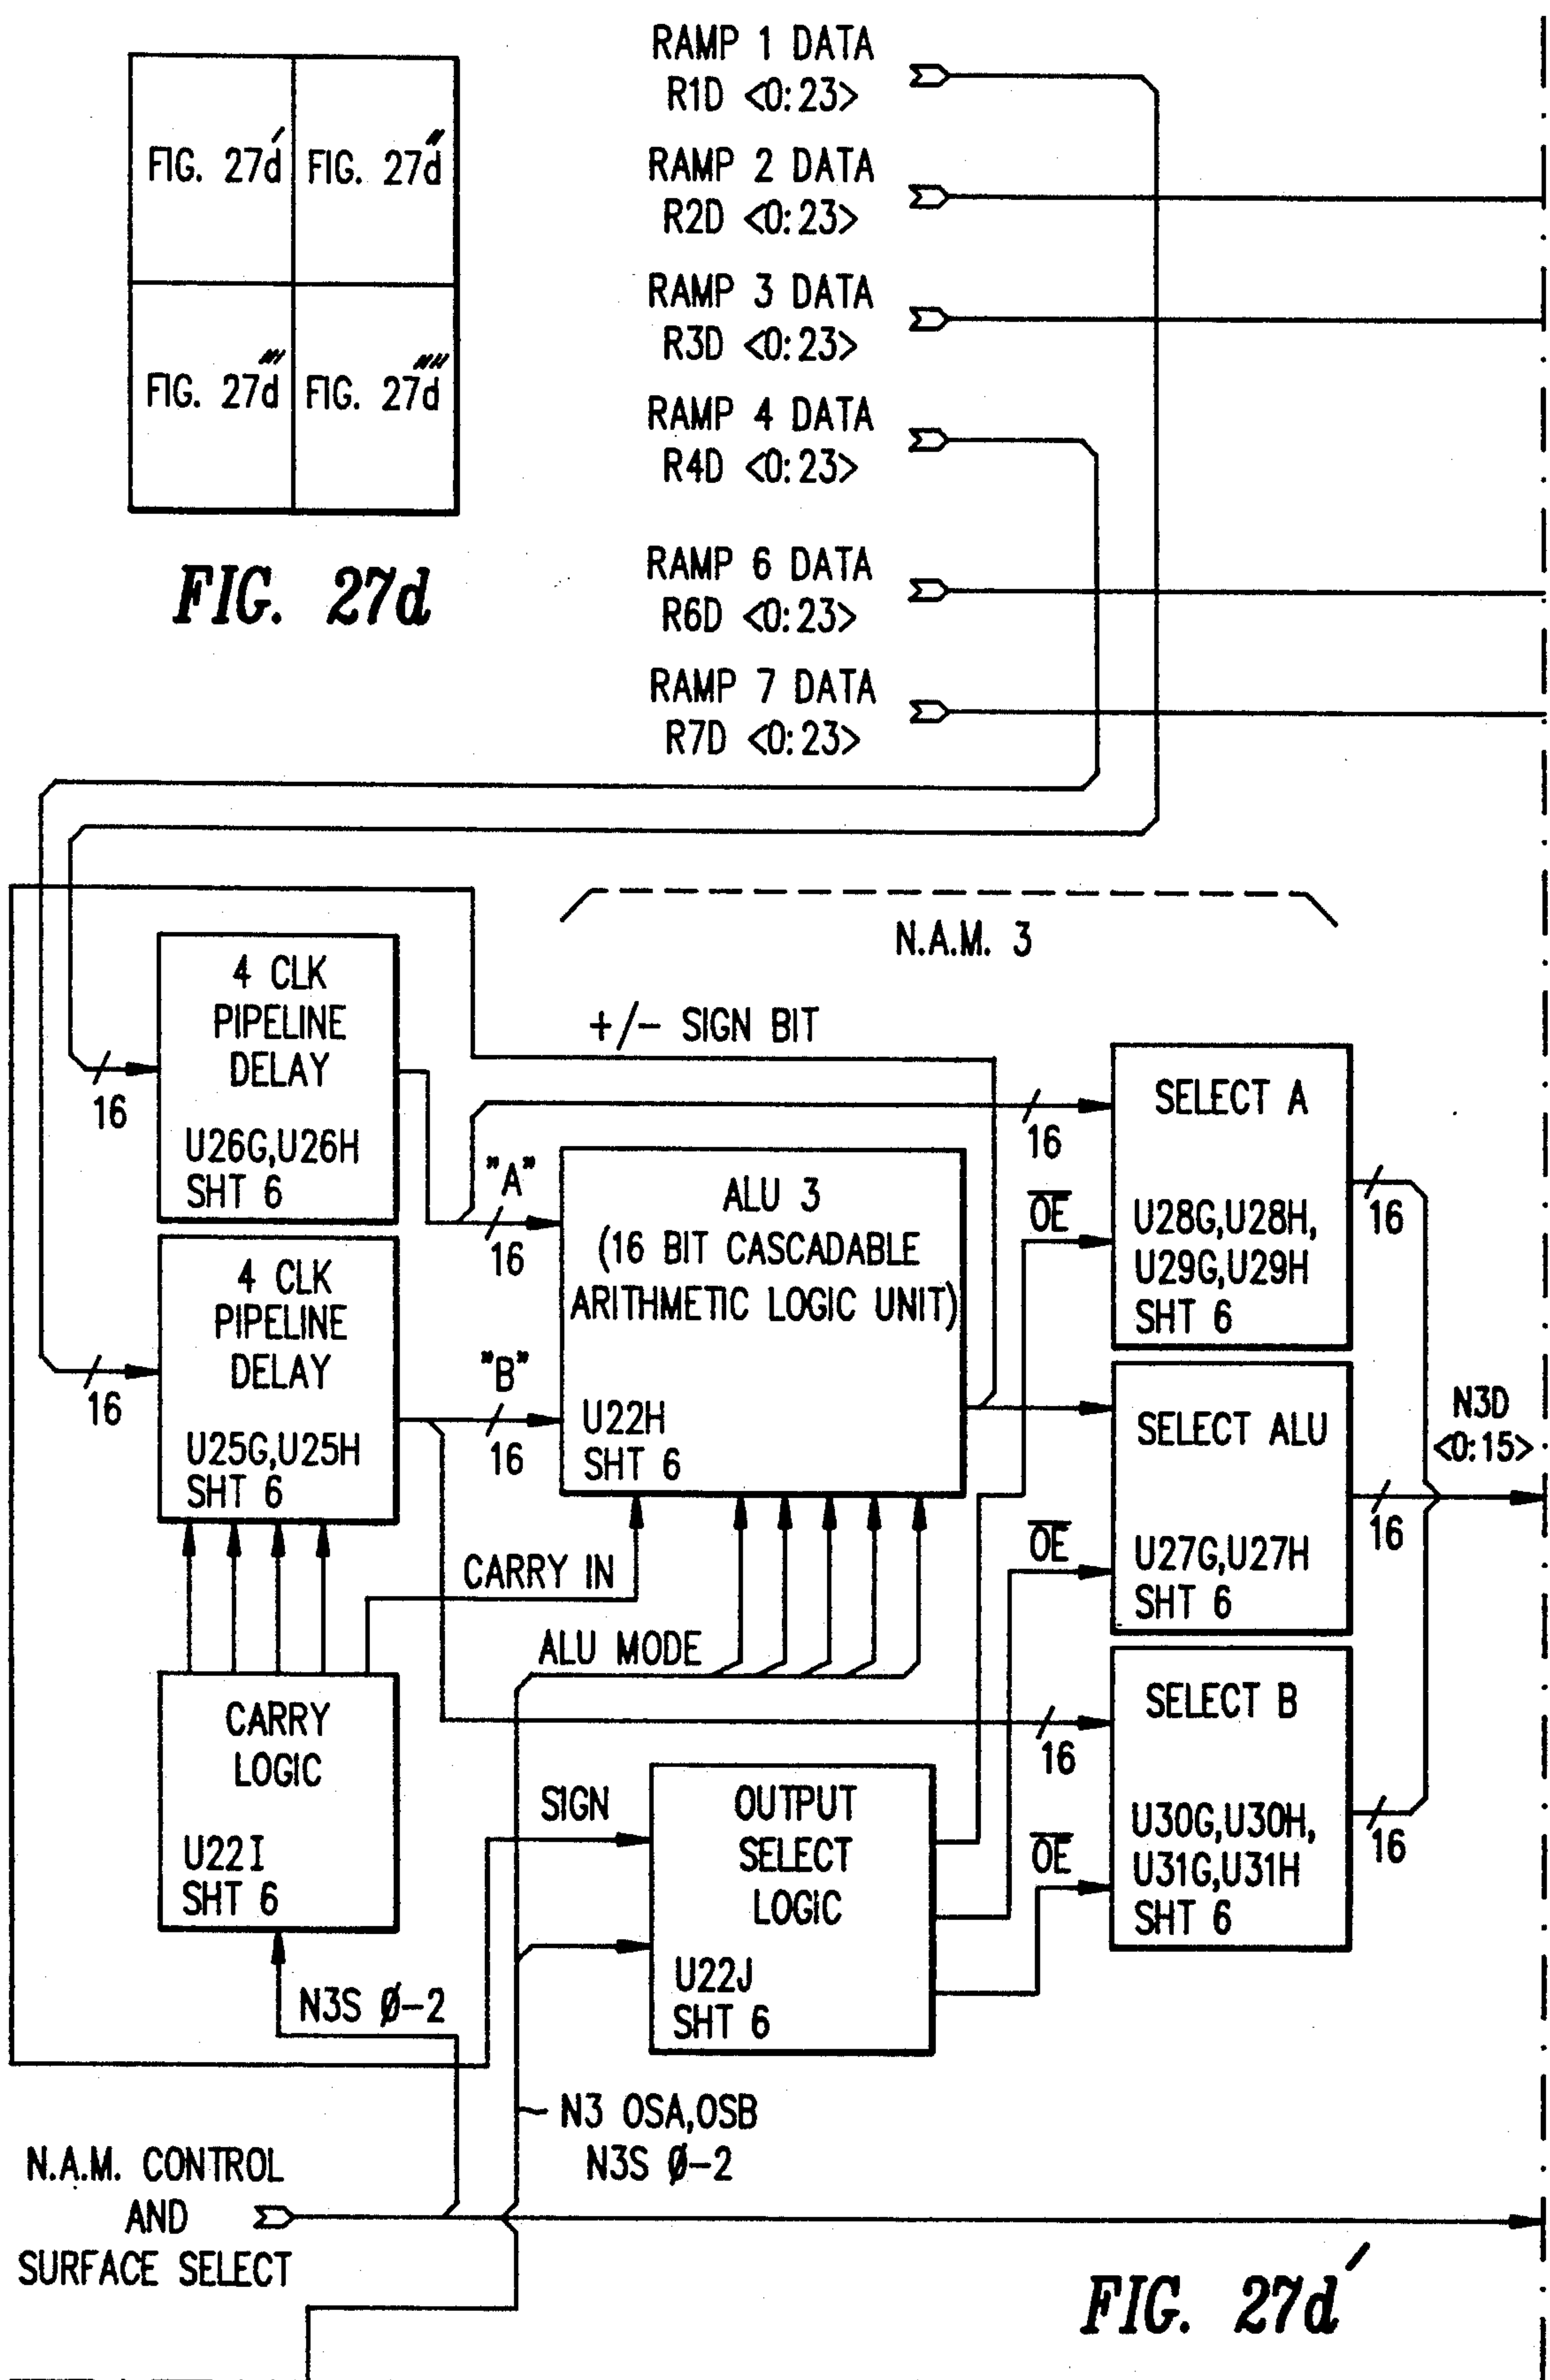 FIG. 27d' FIG. 27d"
FIG. 27d"' FIG. 27d""
FIG. 27d
RAMP 1 DATA
R1D <0:23>
RAMP 2 DATA
R2D <0:23>
RAMP 3 DATA
R3D <0:23>
RAMP 4 DATA
R4D <0:23>
RAMP 6 DATA
R6D <0:23>
RAMP 7 DATA
R7D <0:23>
N.A.M. 3
4 CLK
PIPELINE
DELAY
U26G,U26H
SHT 6
16
4 CLK
PIPELINE
DELAY
U25G,U25H
SHT 6
16
+/- SIGN BIT
"A"
16
"B"
16
ALU 3
(16 BIT CASCADABLE
ARITHMETIC LOGIC UNIT)
U22H
SHT 6
16
OE
SELECT A
U28G,U28H,
U29G,U29H
SHT 6
16
SELECT ALU
U27G,U27H
SHT 6
OE
16
N3D
<0:15>
CARRY IN
ALU MODE
CARRY
LOGIC
U22I
SHT 6
N3S Ø-2
SIGN
OUTPUT
SELECT
LOGIC
U22J
SHT 6
16
OE
SELECT B
U30G,U30H,
U31G,U31H
SHT 6
16
N3 OSA,OSB
N3S Ø-2
N.A.M. CONTROL
AND
SURFACE SELECT
FIG. 27d'